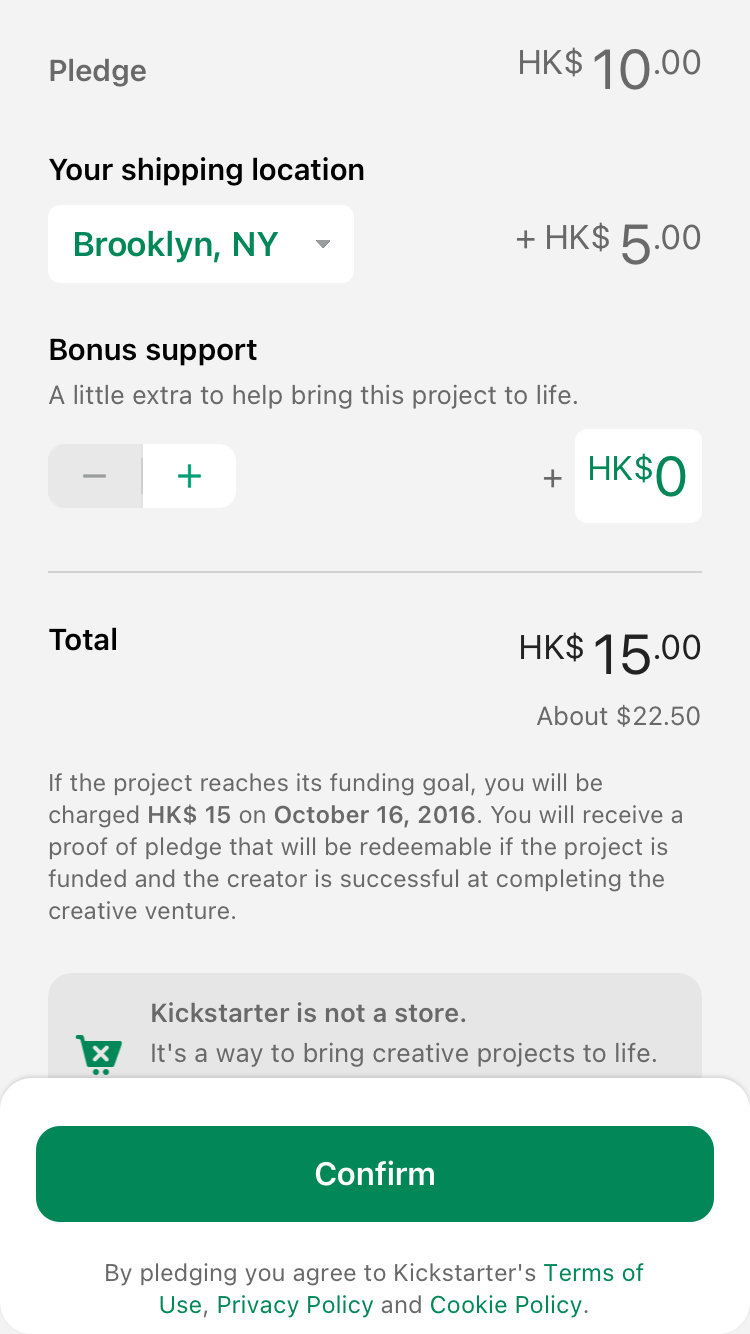 Pledge HK$ 10.00
Your shipping location
Brooklyn, NY + HK$ 5.00
Bonus support
A little extra to help bring this project to life.
− + + HK$0
Total HK$ 15.00
About $22.50
If the project reaches its funding goal, you will be
charged HK$ 15 on October 16, 2016. You will receive a
proof of pledge that will be redeemable if the project is
funded and the creator is successful at completing the
creative venture.
Kickstarter is not a store.
It's a way to bring creative projects to life.
Confirm
By pledging you agree to Kickstarter's Terms of
Use, Privacy Policy and Cookie Policy.